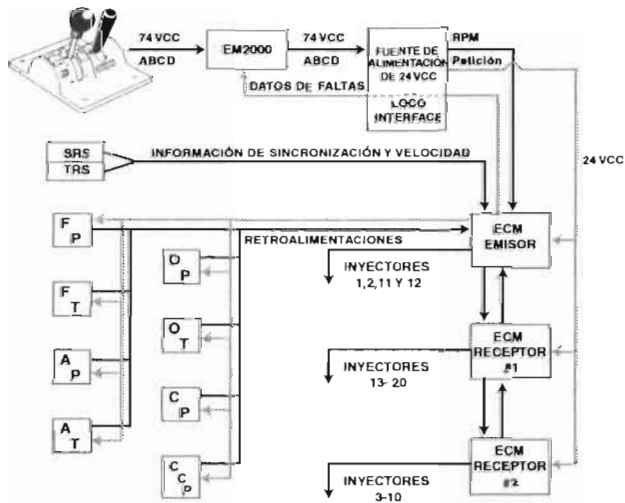 74 VCC
ABCD
EM2000
74 VCC
ABCD
FUENTE DE
ALIMENTACIÓN
DE 24 VCC
RPM
Petición
DATOS DE FALTAS
LOCO
INTERFACE
24 VCC
SRS
TRS
INFORMACIÓN DE SINCRONIZACIÓN Y VELOCIDAD
ECM
EMISOR
F
P
RETROALIMENTACIONES
O
P
INYECTORES
1,2,11 Y 12
F
T
O
T
A
P
ECM
RECEPTOR
#1
INYECTORES
13-20
C
P
A
T
C
C
P
ECM
RECEPTOR
#2
INYECTORES
3-10